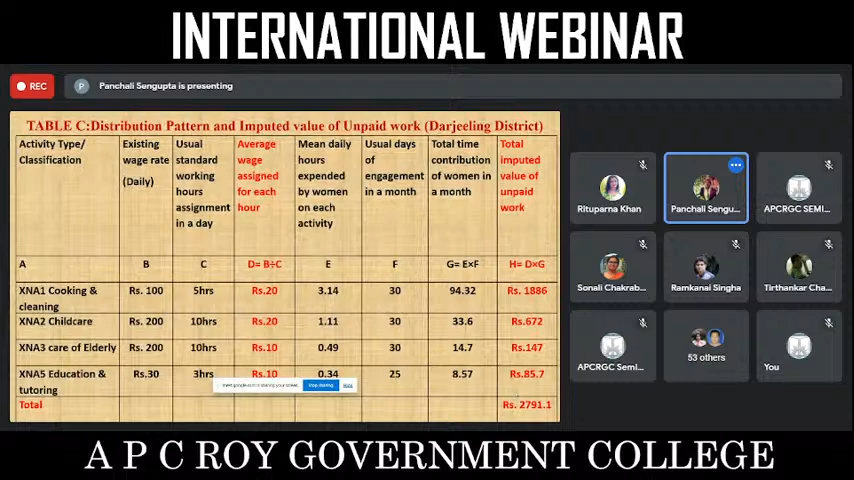 INTERNATIONAL WEBINAR
REC
P
Panchali Sengupta is presenting
TABLE C:Distribution Pattern and Imputed value of Unpaid work (Darjeeling District)
Activity Type/ Classification
Existing wage rate (Daily)
Usual standard working hours assignment in a day
Average wage assigned for each hour
Mean daily hours expended by women on each activity
Usual days of engagement in a month
Total time contribution of women in a month
Total imputed value of unpaid work
A B C D= B÷C E F G= E×F H= D×G
XNA1 Cooking & cleaning Rs. 100 5hrs Rs.20 3.14 30 94.32 Rs. 1886
XNA2 Childcare Rs. 200 10hrs Rs.20 1.11 30 33.6 Rs.672
XNA3 care of Elderly Rs. 200 10hrs Rs.10 0.49 30 14.7 Rs.147
XNA5 Education & tutoring Rs.30 3hrs Rs.10 0.34 25 8.57 Rs.85.7
Stop sharing
Total Rs. 2791.1
Rituparna Khan
Panchali Sengu...
APCRGC SEMI...
Sonali Chakrab...
Ramkanai Singha
Tirthankar Cha...
APCRGC Semi...
53 others
You
A P C ROY GOVERNMENT COLLEGE